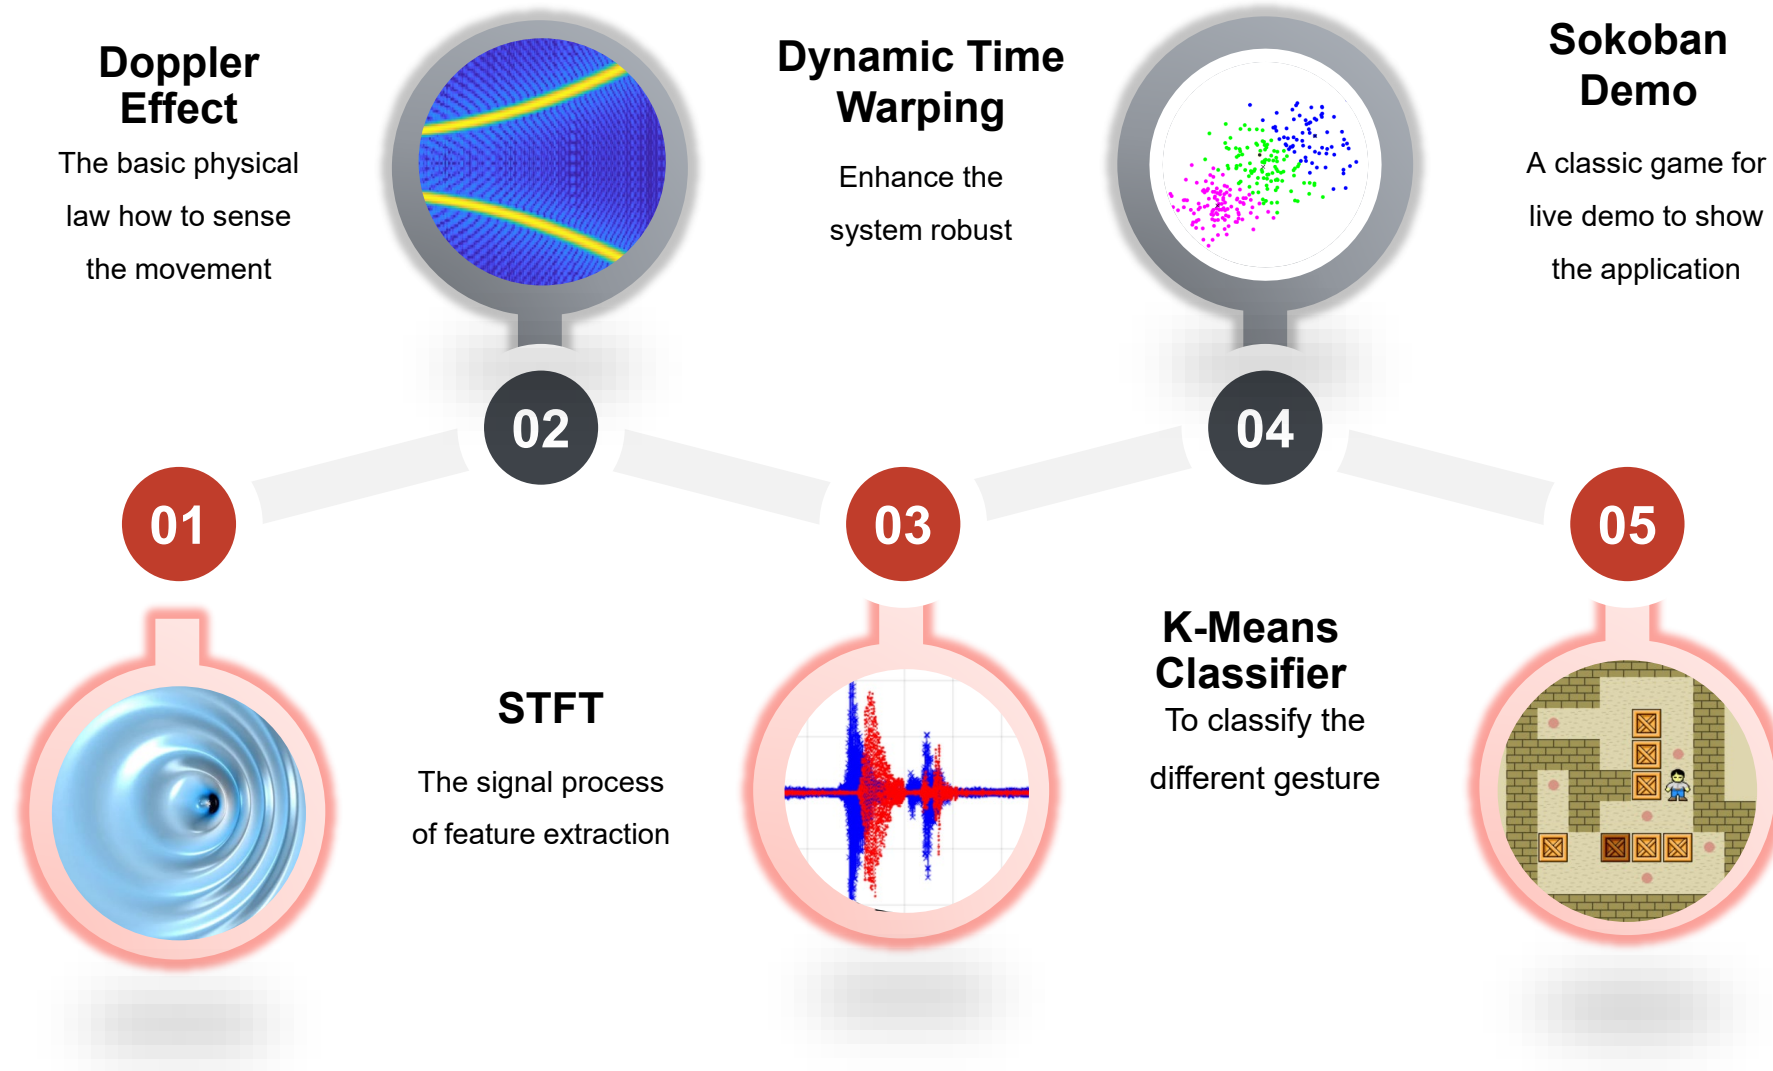 Doppler
Effect
The basic physical
law how to sense
the movement
01
02
STFT
The signal process
of feature extraction
Dynamic Time
Warping
Enhance the
system robust
03
04
K-Means
Classifier
To classify the
different gesture
Sokoban
Demo
A classic game for
live demo to show
the application
05